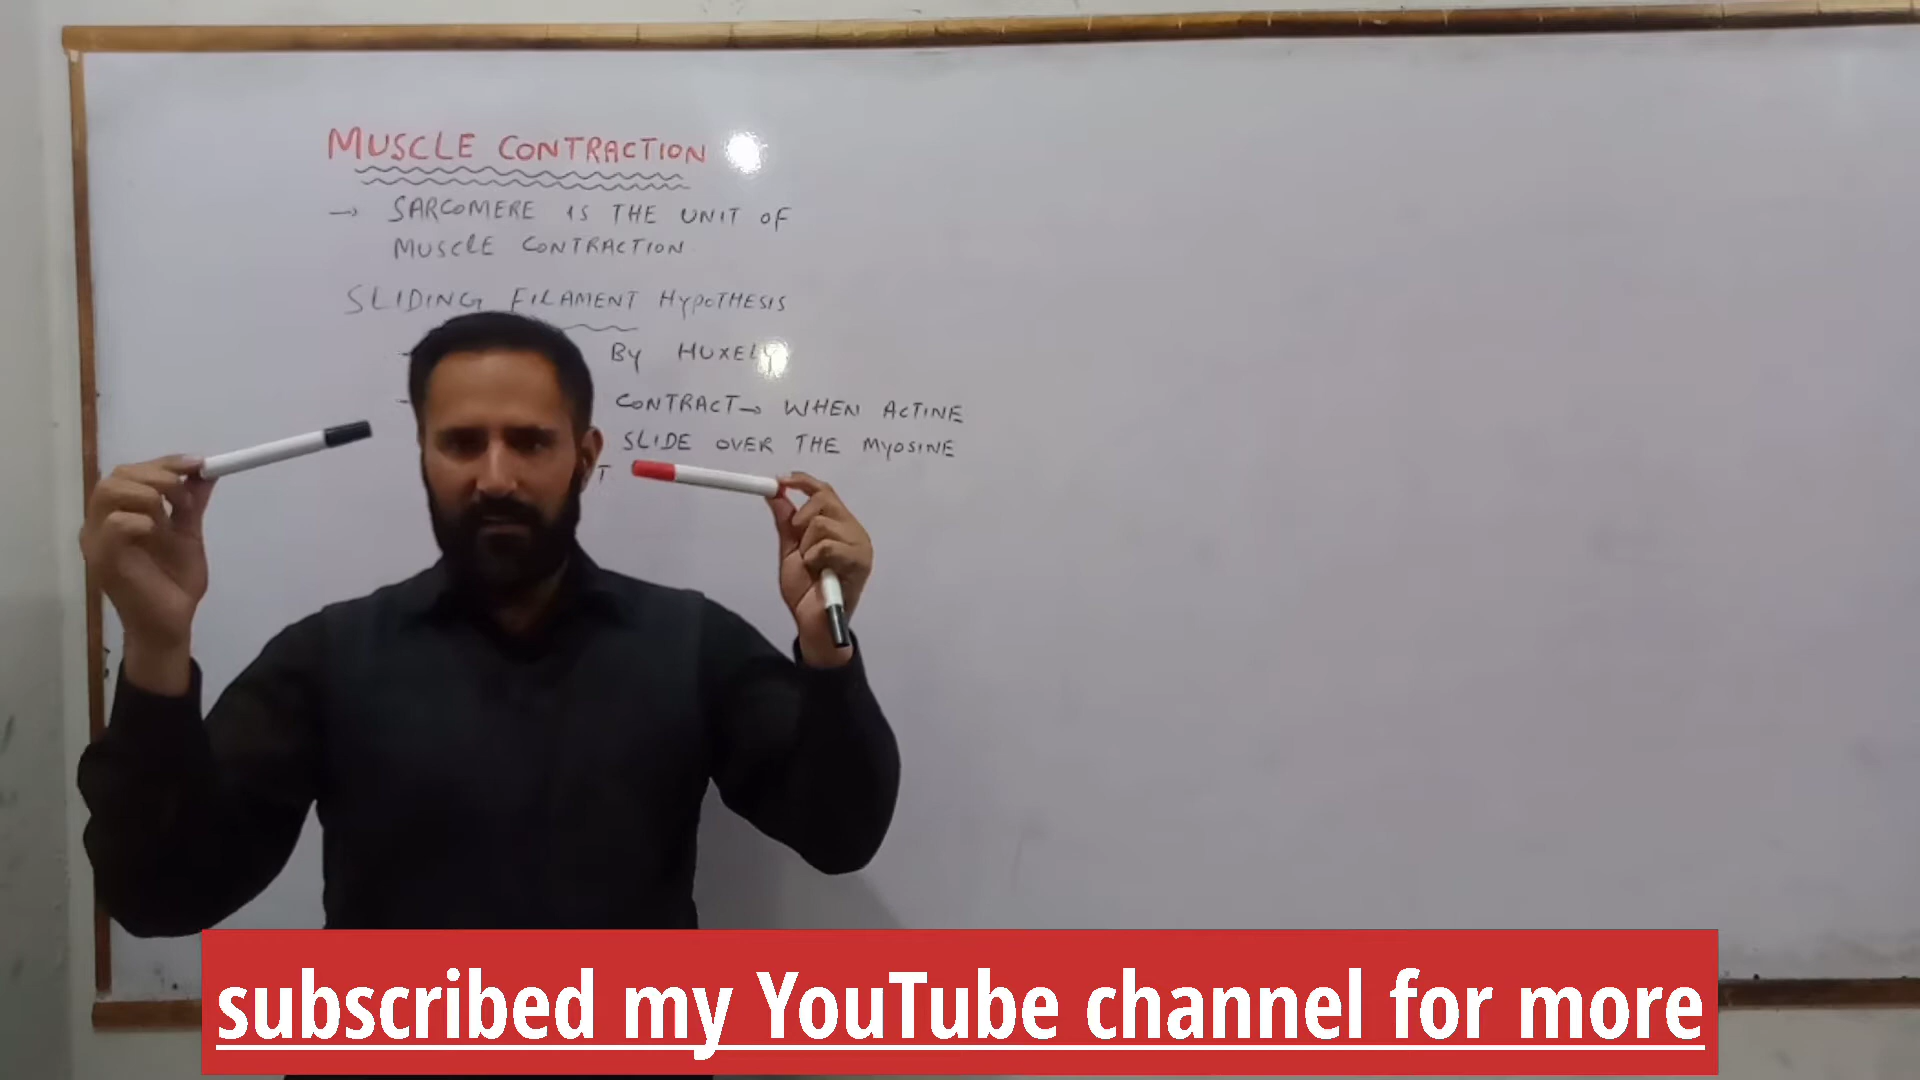 MUSCLE CONTRACTION
→ SARCOMERE IS THE UNIT OF
MUSCLE CONTRACTION
SLIDING FILAMENT HYPOTHESIS
BY HUXELY
CONTRACT → WHEN ACTINE
SLIDE OVER THE MYOSINE
T
subscribed my YouTube channel for more